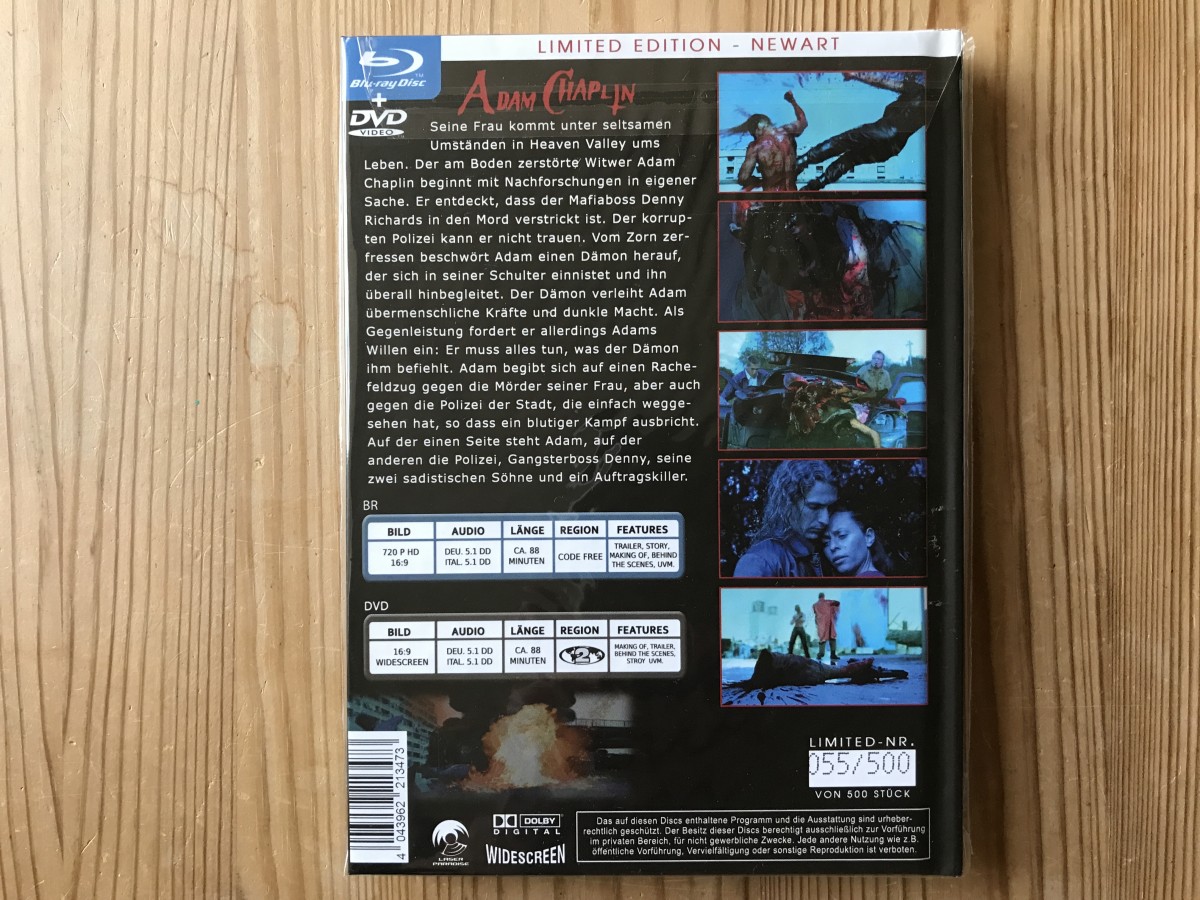 LIMITED EDITION - NEWART
Blu-ray Disc
TM
+
DVD
VIDEO
ADAM CHAPLIN
Seine Frau kommt unter seltsamen
Umständen in Heaven Valley ums
Leben. Der am Boden zerstörte Witwer Adam
Chaplin beginnt mit Nachforschungen in eigener
Sache. Er entdeckt, dass der Mafiaboss Denny
Richards in den Mord verstrickt ist. Der korrup-
ten Polizei kann er nicht trauen. Vom Zorn zer-
fressen beschwört Adam einen Dämon herauf,
der sich in seiner Schulter einnistet und ihn
überall hinbegleitet. Der Dämon verleiht Adam
übermenschliche Kräfte und dunkle Macht. Als
Gegenleistung fordert er allerdings Adams
Willen ein: Er muss alles tun, was der Dämon
ihm befiehlt. Adam begibt sich auf einen Rache-
feldzug gegen die Mörder seiner Frau, aber auch
gegen die Polizei der Stadt, die einfach wegge-
sehen hat, so dass ein blutiger Kampf ausbricht.
Auf der einen Seite steht Adam, auf der
anderen die Polizei, Gangsterboss Denny, seine
zwei sadistischen Söhne und ein Auftragskiller.
BR
BILD AUDIO LÄNGE REGION FEATURES
720 P HD DEU. 5.1 DD CA. 88 CODE FREE TRAILER, STORY,
16:9 ITAL. 5.1 DD MINUTEN MAKING OF, BEHIND
THE SCENES, UVM.
DVD
BILD AUDIO LÄNGE REGION FEATURES
16:9 DEU. 5.1 DD CA. 88 2 MAKING OF, TRAILER,
WIDESCREEN ITAL. 5.1 DD MINUTEN BEHIND THE SCENES,
STROY UVM.
LIMITED-NR.
055/500
VON 500 STÜCK
4 043962 213473
LASER
PARADISE
DOLBY
DIGITAL
WIDESCREEN
Das auf diesen Discs enthaltene Programm und die Ausstattung sind urheber-
rechtlich geschützt. Der Besitz dieser Discs berechtigt ausschließlich zur Vorführung
im privaten Bereich, für nicht gewerbliche Zwecke. Jede andere Nutzung wie z.B.
öffentliche Vorführung, Vervielfältigung oder sonstige Reproduktion ist verboten.